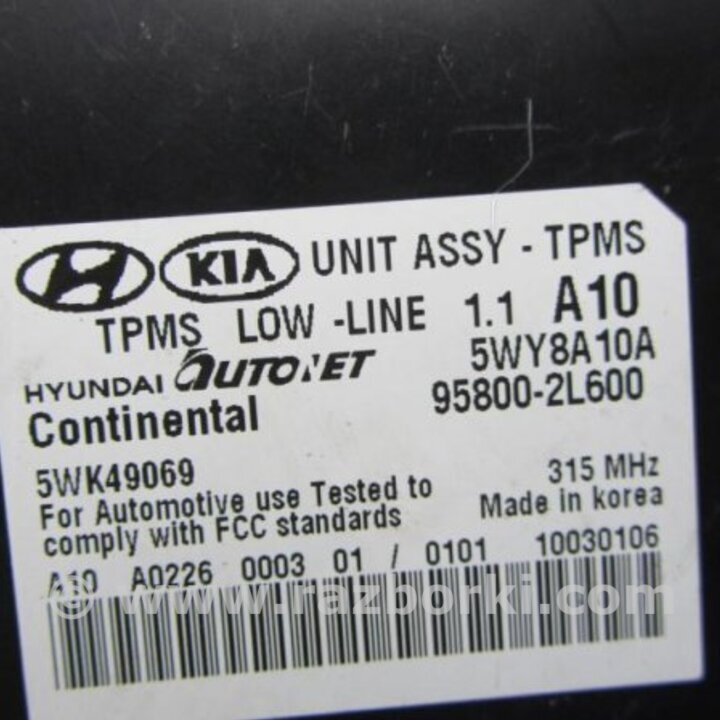 KIA UNIT ASSY - TPMS
TPMS LOW -LINE 1.1 A10
HYUNDAI AUTONET 5WY8A10A
Continental 95800-2L600
5WK49069 315 MHz
For Automotive use Tested to Made in korea
comply with FCC standards
A10 A0226 0003 01 / 0101 10030106
© www.razborki.com